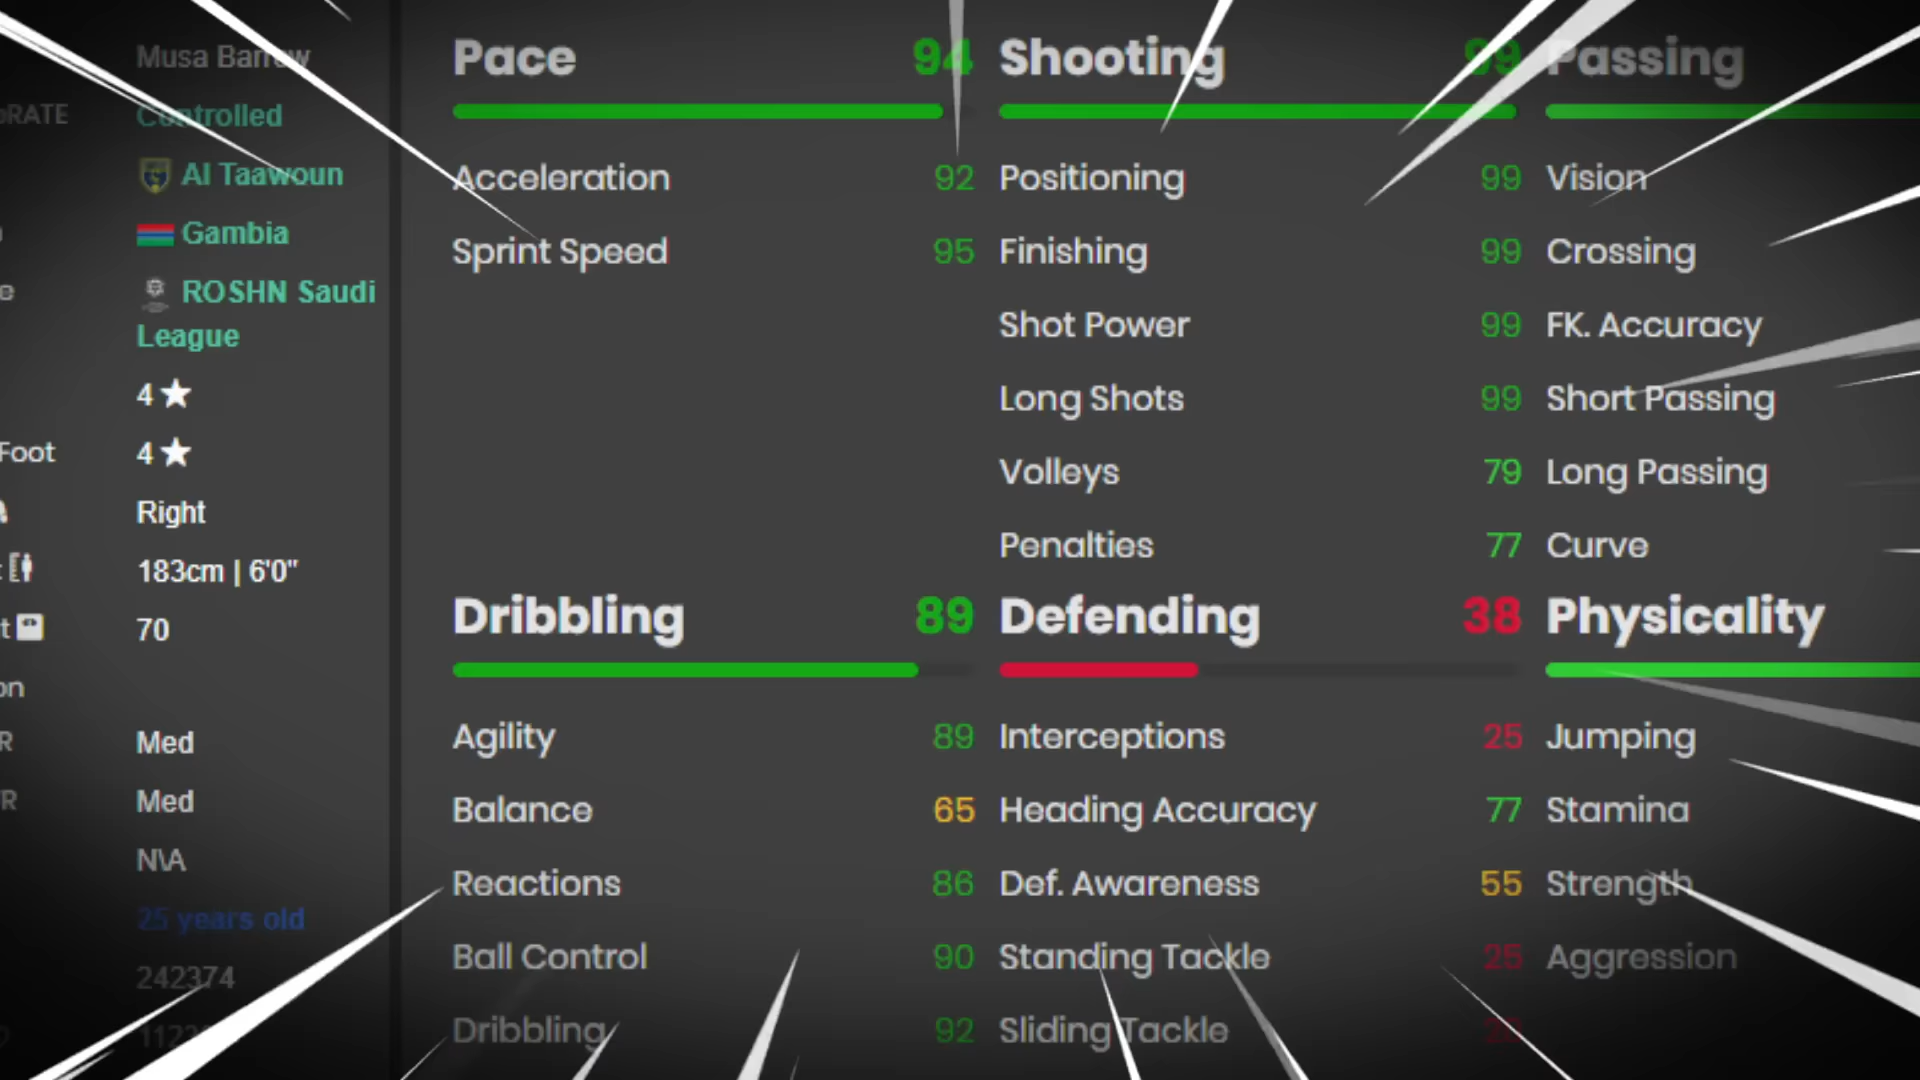 Musa Barrow
Controlled
Al Taawoun
Gambia
ROSHN Saudi
League
4
Foot 4
Right
183cm | 6'0"
70
Med
Med
N\A
25 years old
242374
Pace 94
Acceleration 92
Sprint Speed 95
Shooting 99
Positioning 99
Finishing 99
Shot Power 99
Long Shots 99
Volleys 79
Penalties 77
Passing
Vision
Crossing
FK. Accuracy
Short Passing
Long Passing
Curve
Dribbling 89
Agility 89
Balance 65
Reactions 86
Ball Control 90
Dribbling 92
Defending 38
Interceptions 25
Heading Accuracy 77
Def. Awareness 55
Standing Tackle 25
Sliding Tackle
Physicality
Jumping
Stamina
Strength
Aggression